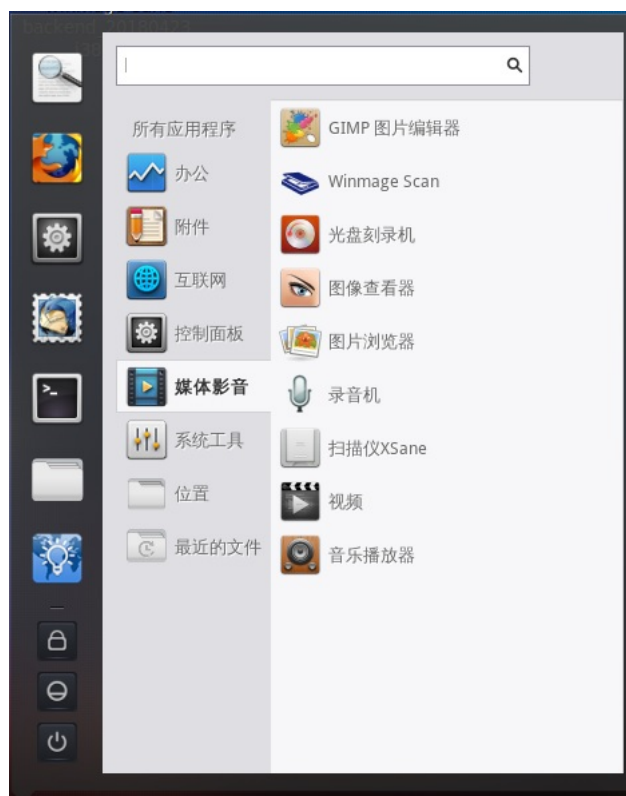 backend_20180423
所有应用程序
办公
附件
互联网
控制面板
媒体影音
系统工具
位置
最近的文件
GIMP 图片编辑器
Winmage Scan
光盘刻录机
图像查看器
图片浏览器
录音机
扫描仪XSane
视频
音乐播放器